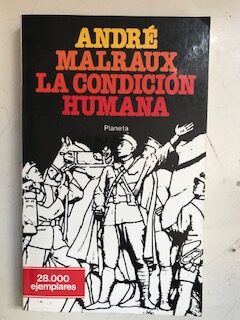 ANDRÉ
MALRAUX
LA CONDICIÓN
HUMANA
Planeta
28.000
ejemplares